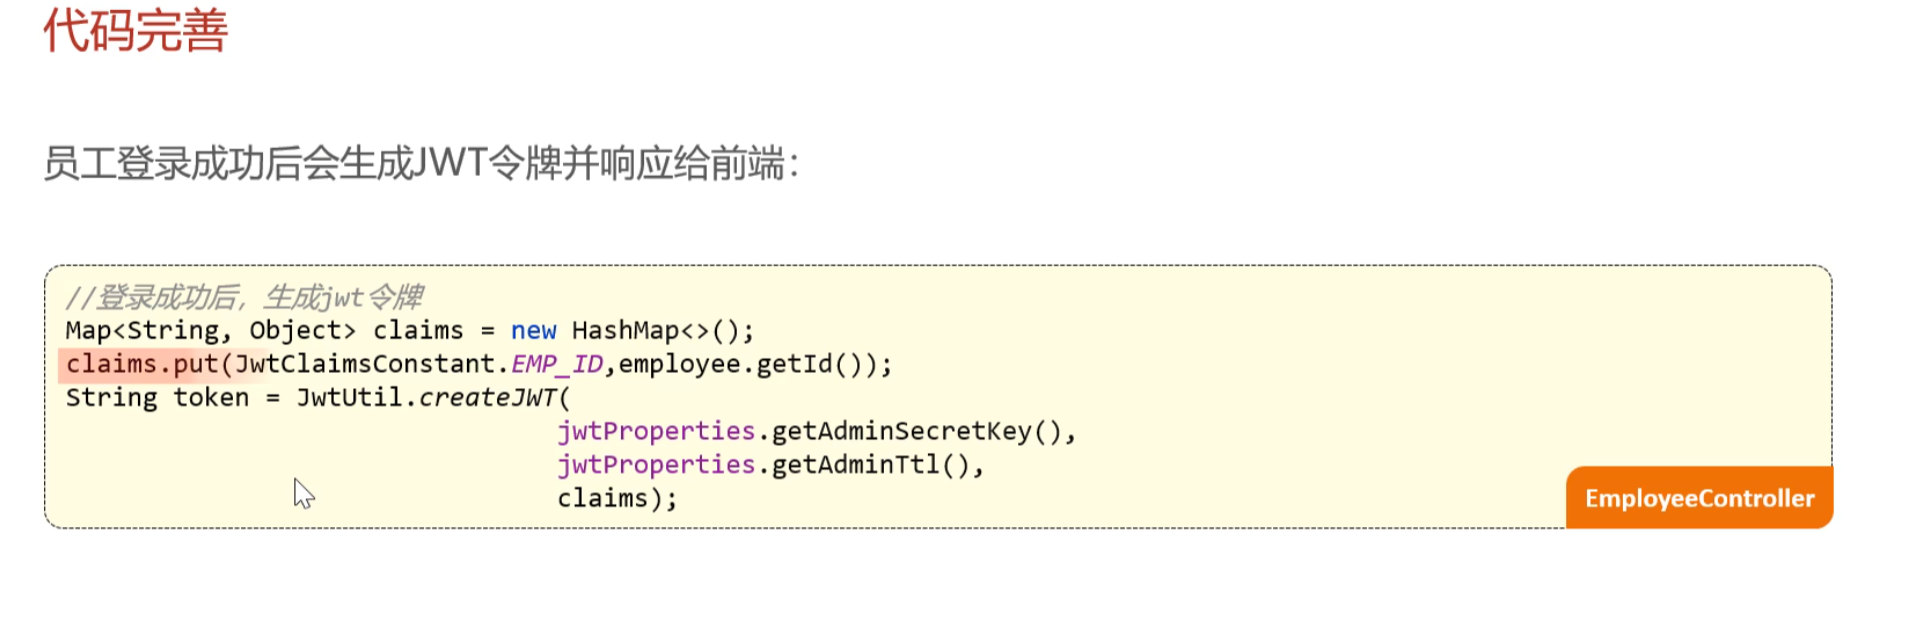 代码完善
员工登录成功后会生成JWT令牌并响应给前端：
//登录成功后，生成jwt令牌
Map<String, Object> claims = new HashMap<>();
claims.put(JwtClaimsConstant.EMP_ID,employee.getId());
String token = JwtUtil.createJWT(
jwtProperties.getAdminSecretKey(),
jwtProperties.getAdminTtl(),
claims);
EmployeeController